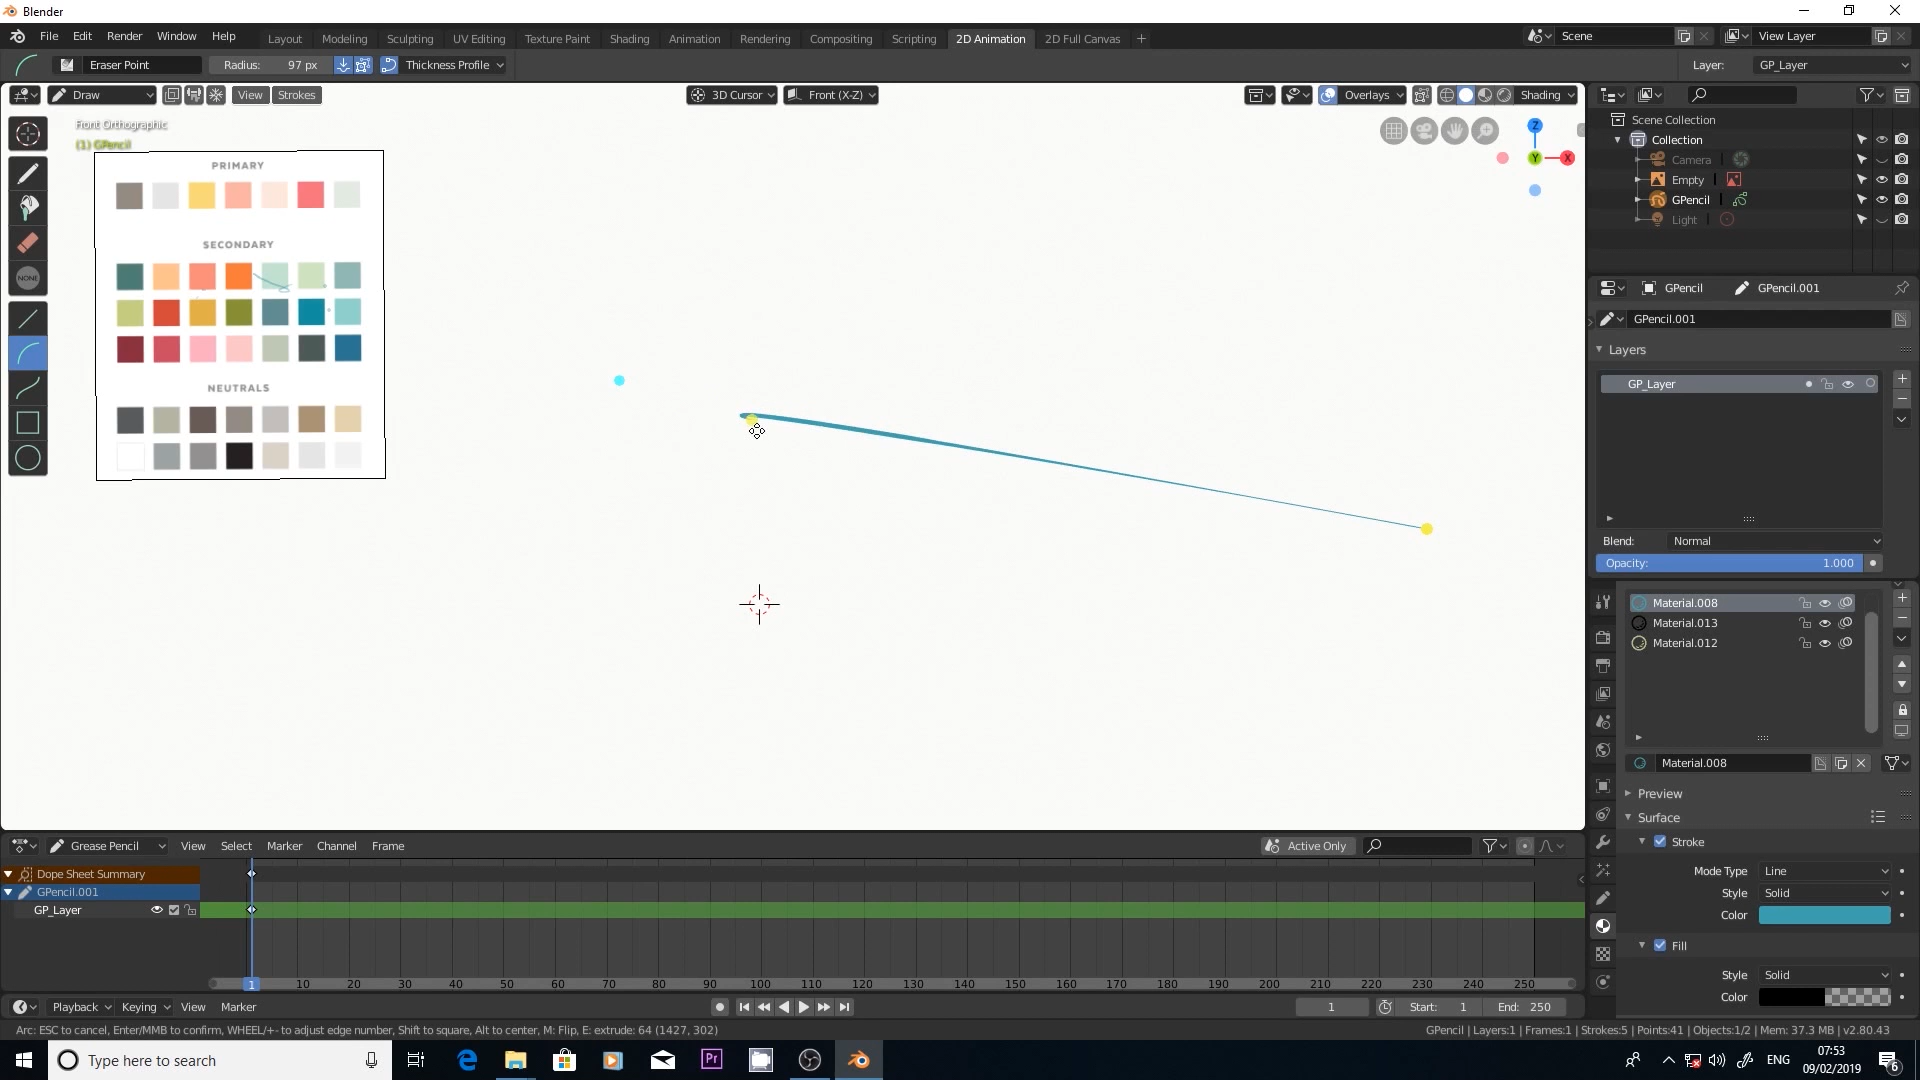 Blender
File Edit Render Window Help Layout Modeling Sculpting UV Editing Texture Paint Shading Animation Rendering Compositing Scripting 2D Animation 2D Full Canvas + Scene View Layer
Eraser Point Radius: 97 px Thickness Profile Layer: GP_Layer
Draw View Strokes 3D Cursor Front (X-Z) Overlays Shading
Front Orthographic
(1) GPencil
PRIMARY
SECONDARY
NEUTRALS
NONE
Z
Y
X
Scene Collection
Collection
Camera
Empty
GPencil
Light
GPencil GPencil.001
GPencil.001
Layers
GP_Layer
Blend: Normal
Opacity: 1.000
Material.008
Material.013
Material.012
Material.008
Preview
Surface
Stroke
Mode Type Line
Style Solid
Color
Fill
Style Solid
Color
Grease Pencil View Select Marker Channel Frame Active Only
Dope Sheet Summary
GPencil.001
GP_Layer
1 10 20 30 40 50 60 70 80 90 100 110 120 130 140 150 160 170 180 190 200 210 220 230 240 250
Playback Keying View Marker 1 Start: 1 End: 250
Arc: ESC to cancel, Enter/MMB to confirm, WHEEL/+- to adjust edge number, Shift to square, Alt to center, M: Flip, E: extrude: 64 (1427, 302) GPencil | Layers:1 | Frames:1 | Strokes:5 | Points:41 | Objects:1/2 | Mem: 37.3 MB | v2.80.43
Type here to search Pr ENG 07:53
09/02/2019 6